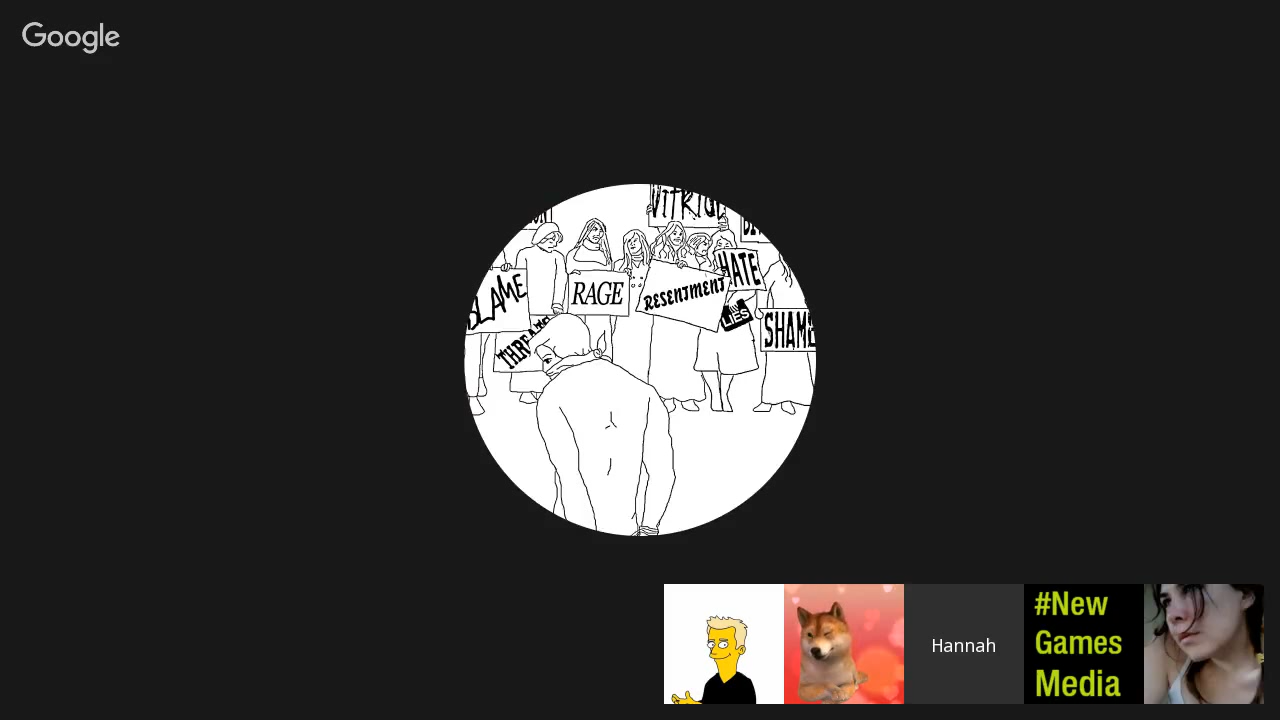 Google
VITRIOL
HATE
BLAME
RAGE
RESENTMENT
LIES
SHAME
Hannah
#New
Games
Media